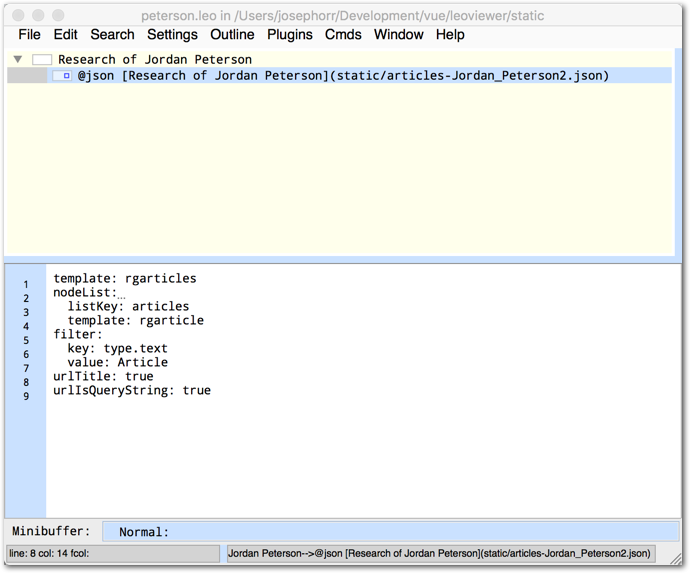 peterson.leo in /Users/josephorr/Development/vue/leoviewer/static
File Edit Search Settings Outline Plugins Cmds Window Help
Research of Jordan Peterson
@json [Research of Jordan Peterson](static/articles-Jordan_Peterson2.json)
1 template: rgarticles
2 nodeList:
3   listKey: articles
4   template: rgarticle
5 filter:
6   key: type.text
7   value: Article
8 urlTitle: true
9 urlIsQueryString: true
Minibuffer: Normal:
line: 8 col: 14 fcol: Jordan Peterson-->@json [Research of Jordan Peterson](static/articles-Jordan_Peterson2.json)